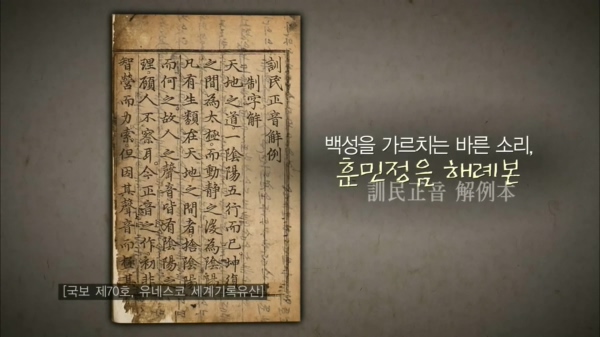 訓民正音解例
制字解
天地之道一陰陽五行而已坤復
之間為太極而動靜之後為陰陽
凡有生類在天地之間者捨陰陽
而何之故人之聲音皆有陰陽之
理顧人不察耳今正音之作初非
智營而力索但因其聲音而極其
백성을 가르치는 바른 소리,
훈민정음 해례본
訓民正音 解例本
[국보 제70호, 유네스코 세계기록유산]